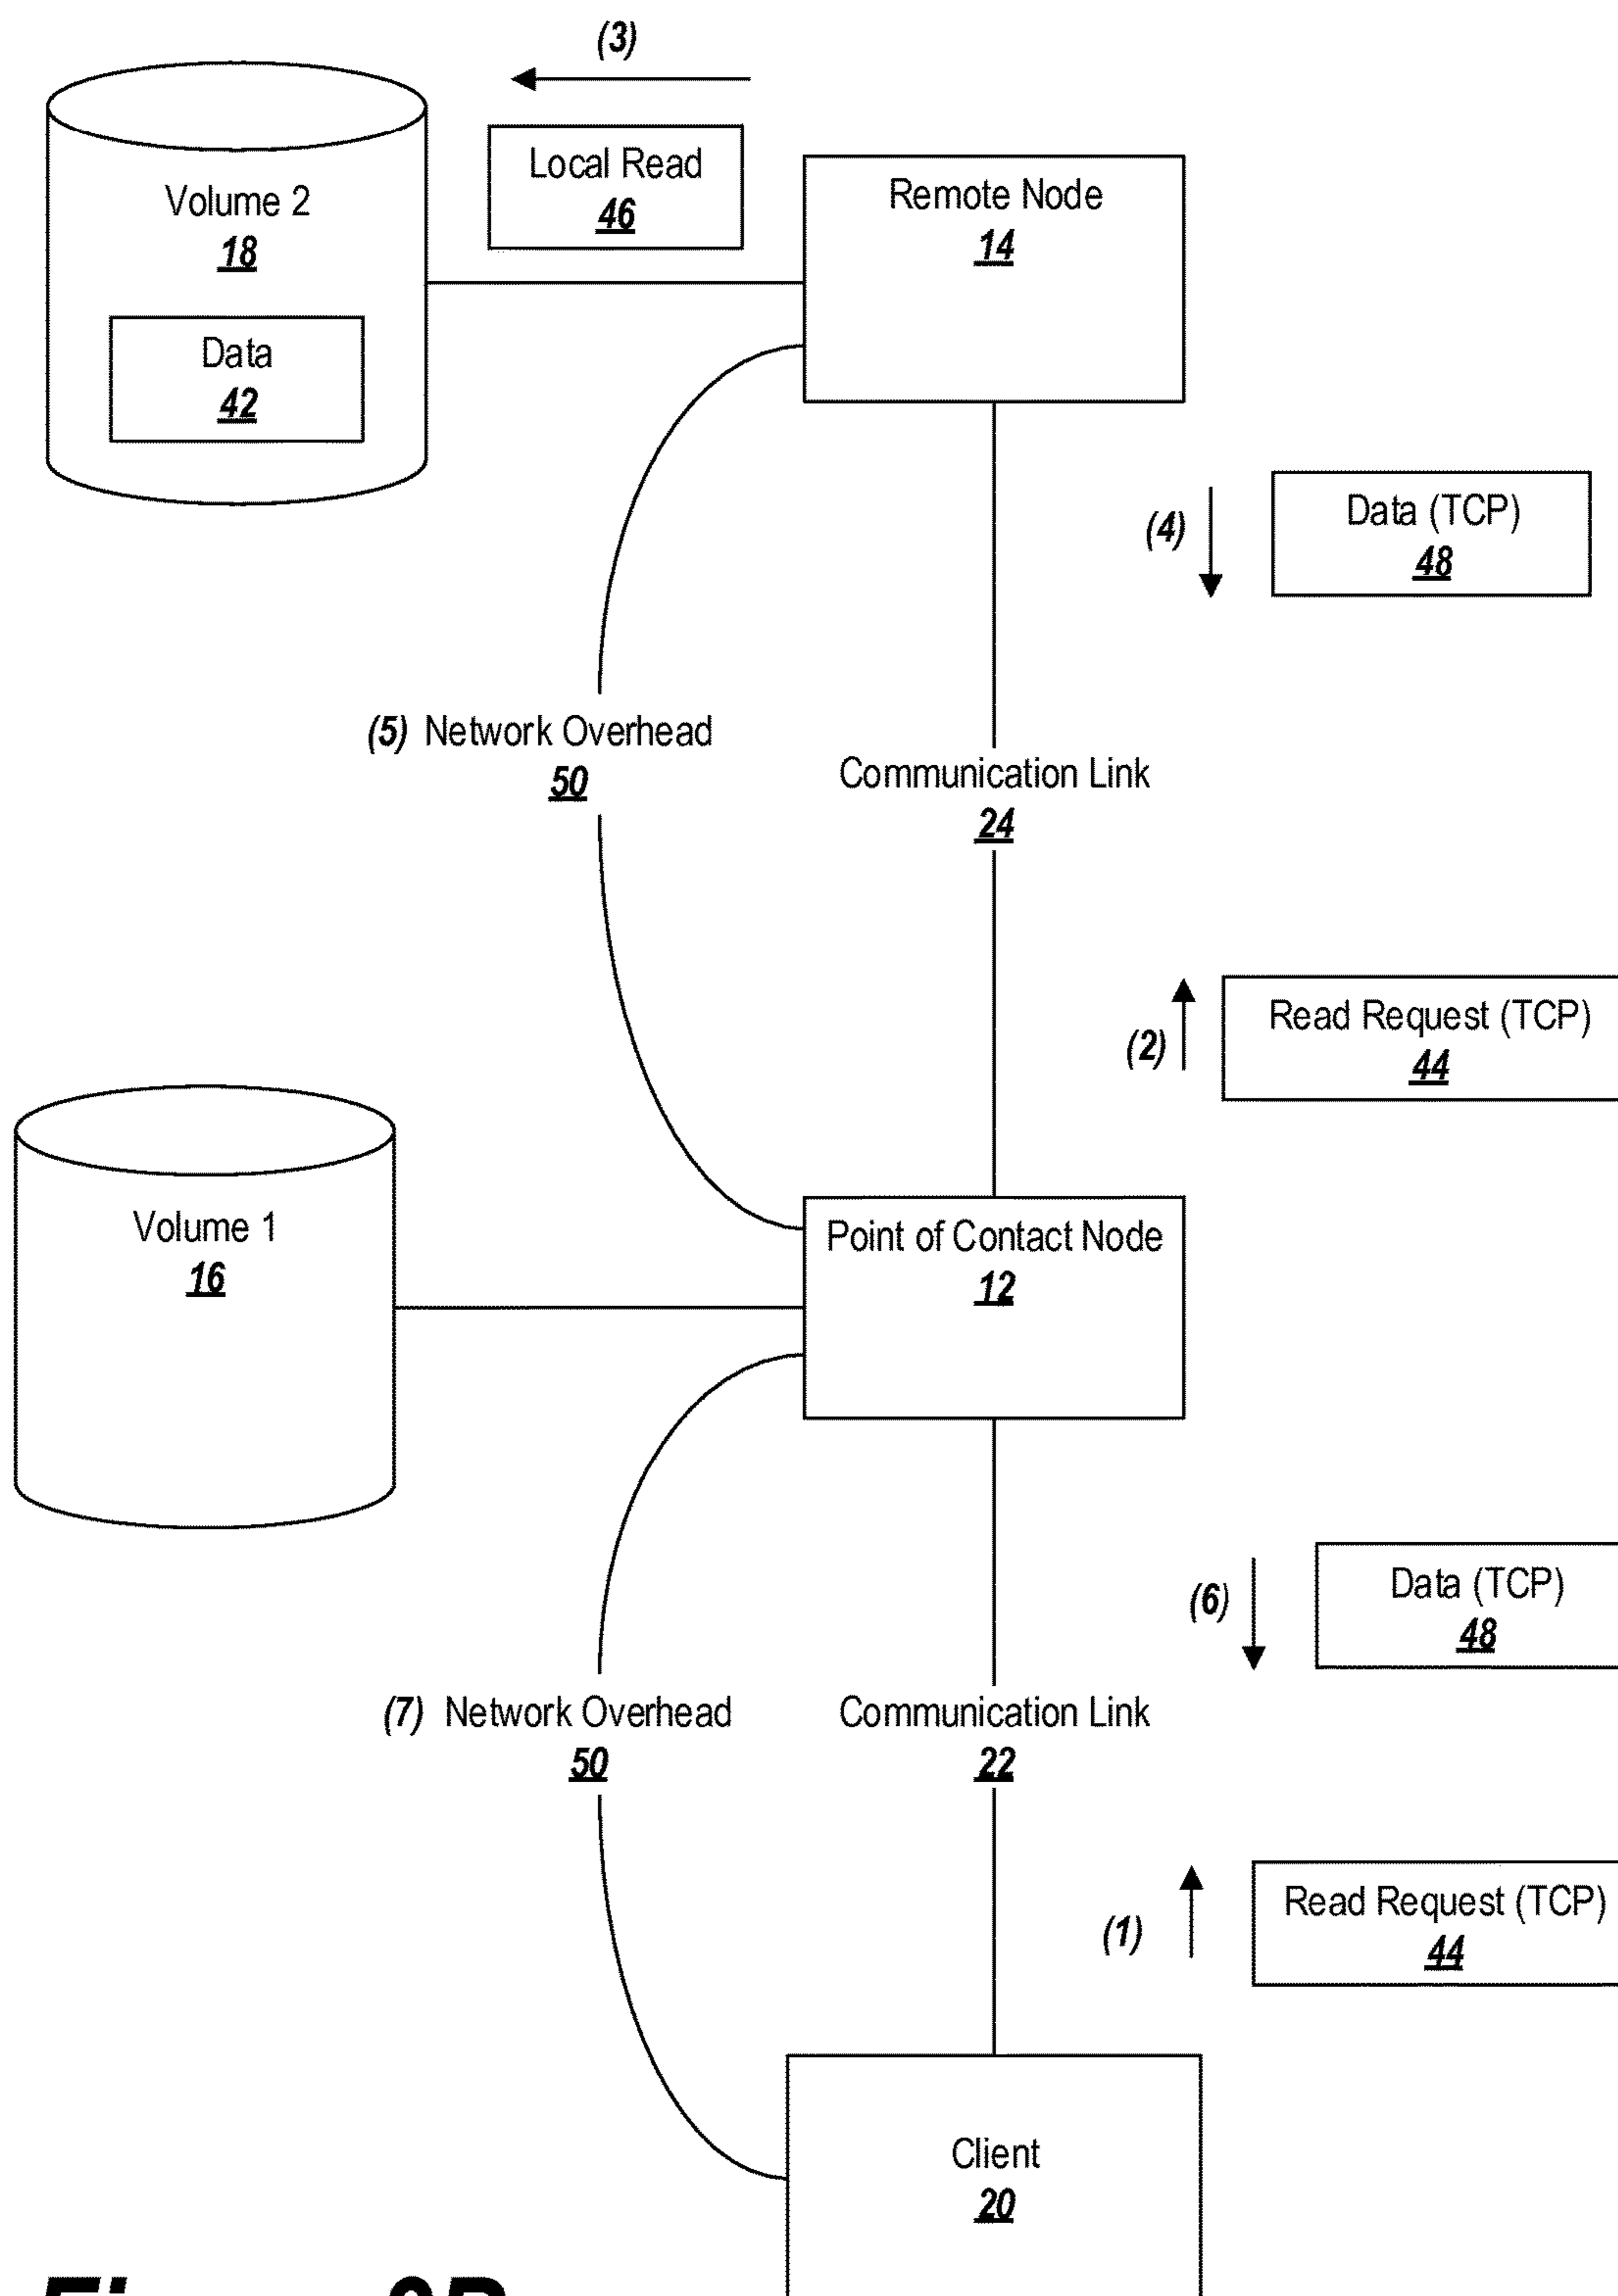 (3)
Local Read
46
Volume 2
18
Data
42
Remote Node
14
(4)
Data (TCP)
48
(5) Network Overhead
50
Communication Link
24
(2)
Read Request (TCP)
44
Volume 1
16
Point of Contact Node
12
(6)
Data (TCP)
48
(7) Network Overhead
50
Communication Link
22
(1)
Read Request (TCP)
44
Client
20